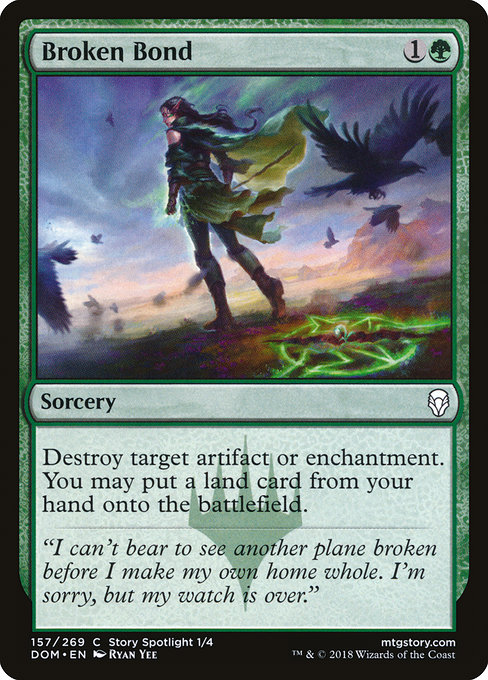 Broken Bond 1
Sorcery
Destroy target artifact or enchantment.
You may put a land card from your
hand onto the battlefield.
“I can’t bear to see another plane broken
before I make my own home whole. I’m
sorry, but my watch is over.”
157/269 C Story Spotlight 1/4 mtgstory.com
DOM • EN Ryan Yee ™ & © 2018 Wizards of the Coast